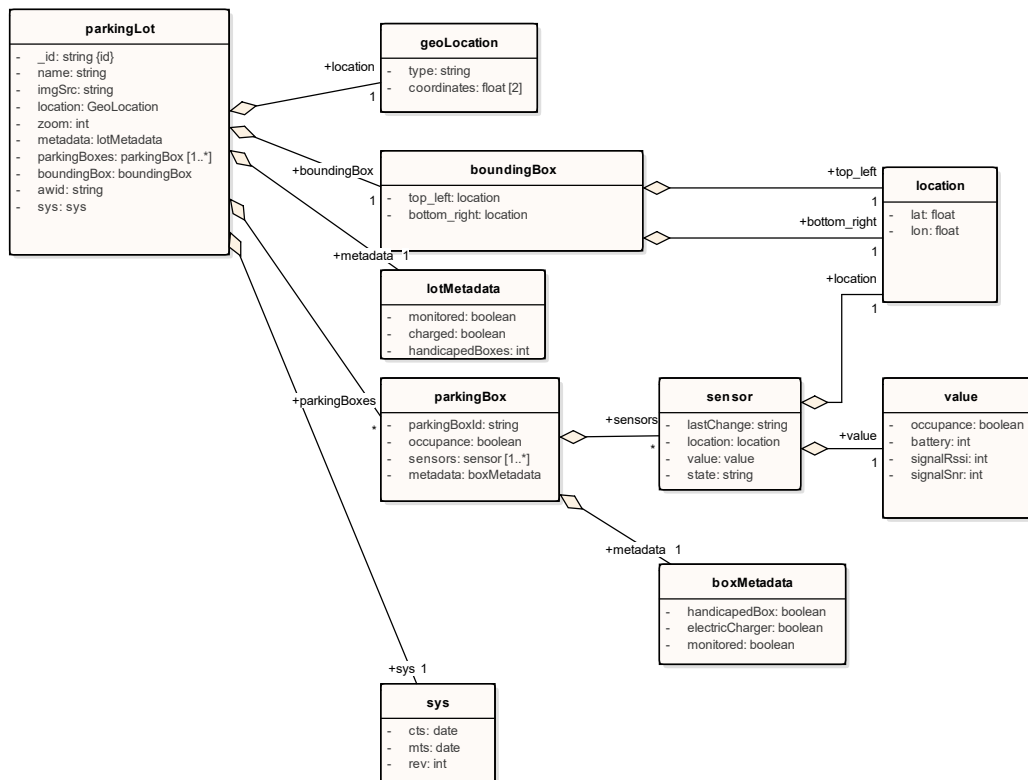 parkingLot
- _id: string {id}
- name: string
- imgSrc: string
- location: GeoLocation
- zoom: int
- metadata: lotMetadata
- parkingBoxes: parkingBox [1..*]
- boundingBox: boundingBox
- awid: string
- sys: sys
+location
1
geoLocation
- type: string
- coordinates: float [2]
+boundingBox
1
boundingBox
- top_left: location
- bottom_right: location
+top_left
1
+bottom_right
1
+location
1
location
- lat: float
- lon: float
+metadata 1
lotMetadata
- monitored: boolean
- charged: boolean
- handicapedBoxes: int
+parkingBoxes
*
parkingBox
- parkingBoxId: string
- occupance: boolean
- sensors: sensor [1..*]
- metadata: boxMetadata
+sensors
*
sensor
- lastChange: string
- location: location
- value: value
- state: string
+value
1
value
- occupance: boolean
- battery: int
- signalRssi: int
- signalSnr: int
+metadata 1
boxMetadata
- handicapedBox: boolean
- electricCharger: boolean
- monitored: boolean
+sys 1
sys
- cts: date
- mts: date
- rev: int